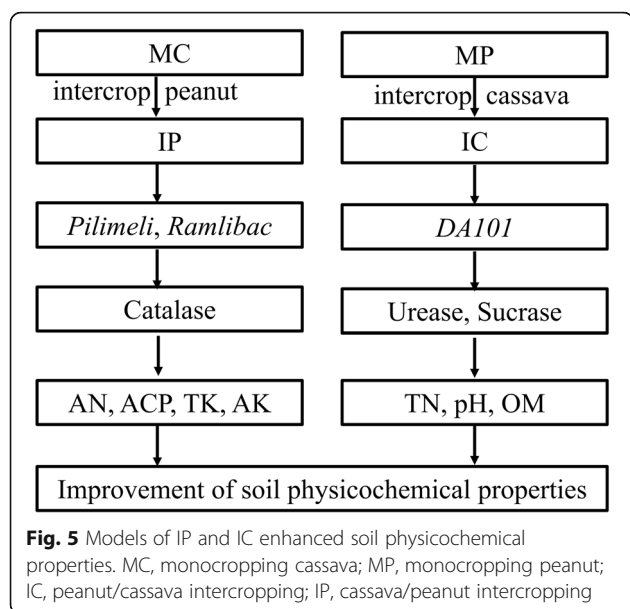 MC MP
intercrop peanut intercrop cassava
IP IC
Pilimeli, Ramlibac DA101
Catalase Urease, Sucrase
AN, ACP, TK, AK TN, pH, OM
Improvement of soil physicochemical properties
Fig. 5 Models of IP and IC enhanced soil physicochemical
properties. MC, monocropping cassava; MP, monocropping peanut;
IC, peanut/cassava intercropping; IP, cassava/peanut intercropping